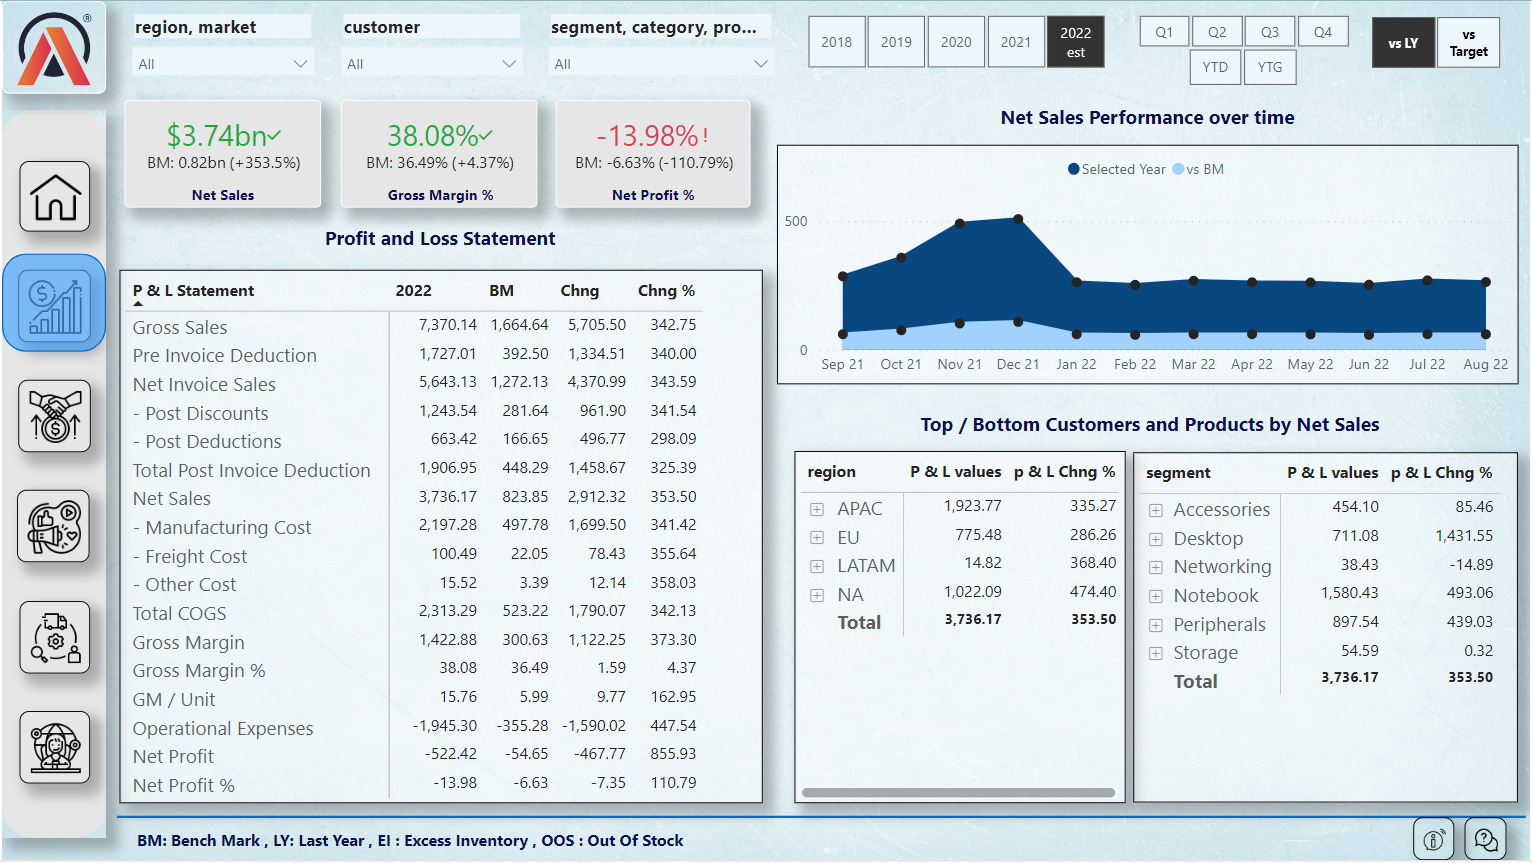 ®
region, market
All
customer
All
segment, category, pro...
All
2018
2019
2020
2021
2022
est
Q1
Q2
Q3
Q4
YTD
YTG
vs LY
vs
Target
$3.74bn✓
BM: 0.82bn (+353.5%)
Net Sales
38.08%✓
BM: 36.49% (+4.37%)
Gross Margin %
-13.98%!
BM: -6.63% (-110.79%)
Net Profit %
Net Sales Performance over time
Selected Year vs BM
500
0
Sep 21 Oct 21 Nov 21 Dec 21 Jan 22 Feb 22 Mar 22 Apr 22 May 22 Jun 22 Jul 22 Aug 22
Profit and Loss Statement
P & L Statement 2022 BM Chng Chng %
Gross Sales 7,370.14 1,664.64 5,705.50 342.75
Pre Invoice Deduction 1,727.01 392.50 1,334.51 340.00
Net Invoice Sales 5,643.13 1,272.13 4,370.99 343.59
- Post Discounts 1,243.54 281.64 961.90 341.54
- Post Deductions 663.42 166.65 496.77 298.09
Total Post Invoice Deduction 1,906.95 448.29 1,458.67 325.39
Net Sales 3,736.17 823.85 2,912.32 353.50
- Manufacturing Cost 2,197.28 497.78 1,699.50 341.42
- Freight Cost 100.49 22.05 78.43 355.64
- Other Cost 15.52 3.39 12.14 358.03
Total COGS 2,313.29 523.22 1,790.07 342.13
Gross Margin 1,422.88 300.63 1,122.25 373.30
Gross Margin % 38.08 36.49 1.59 4.37
GM / Unit 15.76 5.99 9.77 162.95
Operational Expenses -1,945.30 -355.28 -1,590.02 447.54
Net Profit -522.42 -54.65 -467.77 855.93
Net Profit % -13.98 -6.63 -7.35 110.79
Top / Bottom Customers and Products by Net Sales
region P & L values p & L Chng %
APAC 1,923.77 335.27
EU 775.48 286.26
LATAM 14.82 368.40
NA 1,022.09 474.40
Total 3,736.17 353.50
segment P & L values p & L Chng %
Accessories 454.10 85.46
Desktop 711.08 1,431.55
Networking 38.43 -14.89
Notebook 1,580.43 493.06
Peripherals 897.54 439.03
Storage 54.59 0.32
Total 3,736.17 353.50
BM: Bench Mark , LY: Last Year , EI : Excess Inventory , OOS : Out Of Stock